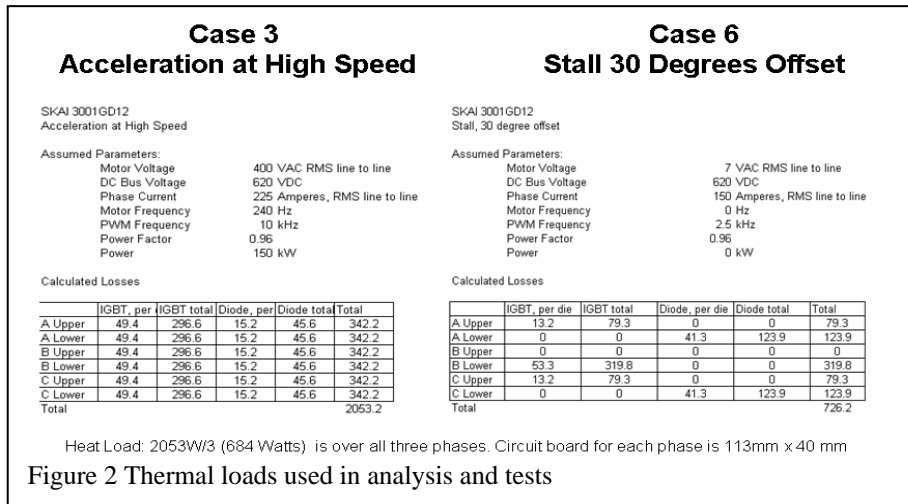 Case 3
Acceleration at High Speed
SKAI 3001GD12
Acceleration at High Speed
Assumed Parameters:
Motor Voltage 400 VAC RMS line to line
DC Bus Voltage 620 VDC
Phase Current 225 Amperes, RMS line to line
Motor Frequency 240 Hz
PWM Frequency 10 kHz
Power Factor 0.96
Power 150 kW
Calculated Losses
IGBT, per IGBT total Diode, per Diode total Total
A Upper 49.4 296.6 15.2 45.6 342.2
A Lower 49.4 296.6 15.2 45.6 342.2
B Upper 49.4 296.6 15.2 45.6 342.2
B Lower 49.4 296.6 15.2 45.6 342.2
C Upper 49.4 296.6 15.2 45.6 342.2
C Lower 49.4 296.6 15.2 45.6 342.2
Total 2053.2
Case 6
Stall 30 Degrees Offset
SKAI 3001GD12
Stall, 30 degree offset
Assumed Parameters:
Motor Voltage 7 VAC RMS line to line
DC Bus Voltage 620 VDC
Phase Current 150 Amperes, RMS line to line
Motor Frequency 0 Hz
PWM Frequency 2.5 kHz
Power Factor 0.96
Power 0 kW
Calculated Losses
IGBT, per die IGBT total Diode, per die Diode total Total
A Upper 13.2 79.3 0 0 79.3
A Lower 0 0 41.3 123.9 123.9
B Upper 0 0 0 0 0
B Lower 53.3 319.8 0 0 319.8
C Upper 13.2 79.3 0 0 79.3
C Lower 0 0 41.3 123.9 123.9
Total 726.2
Heat Load: 2053W/3 (684 Watts) is over all three phases. Circuit board for each phase is 113mm x 40 mm
Figure 2 Thermal loads used in analysis and tests